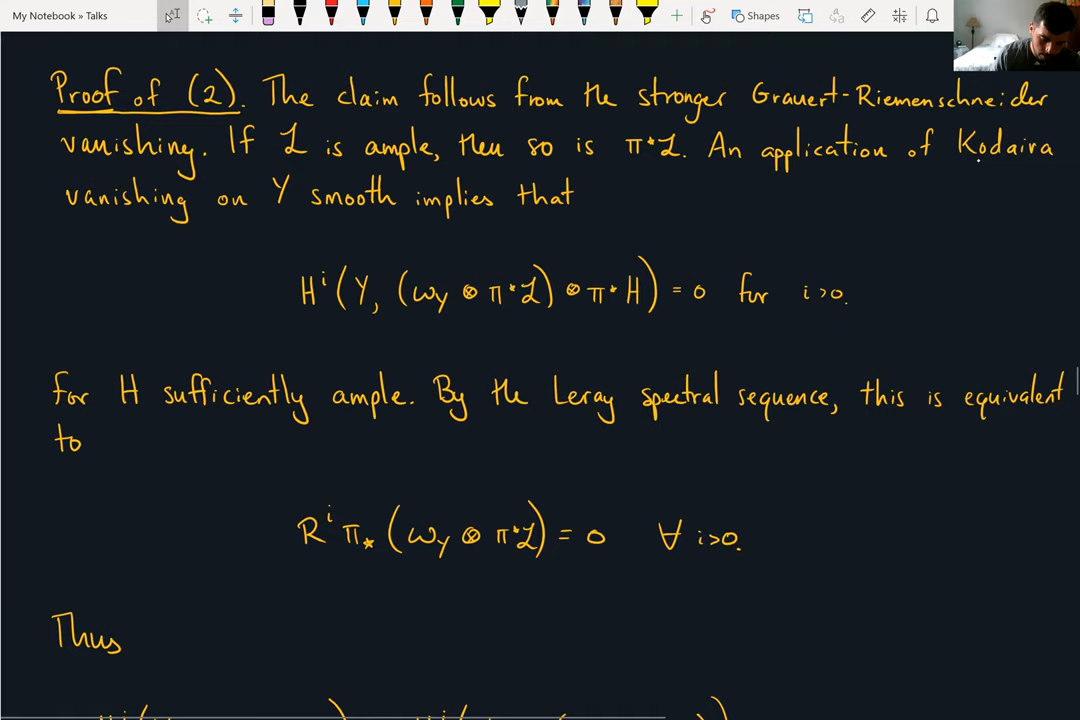 My Notebook » Talks
Shapes
Proof of (2). The claim follows from the stronger Grauert-Riemenschneider
vanishing. If L is ample, then so is π*L. An application of Kodaira
vanishing on Y smooth implies that
Hⁱ(Y, (ω_Y ⊗ π*L) ⊗ π*H) = 0 for i>0.
for H sufficiently ample. By the Leray spectral sequence, this is equivalent
to
Rⁱπ_*(ω_Y ⊗ π*L) = 0 ∀ i>0.
Thus